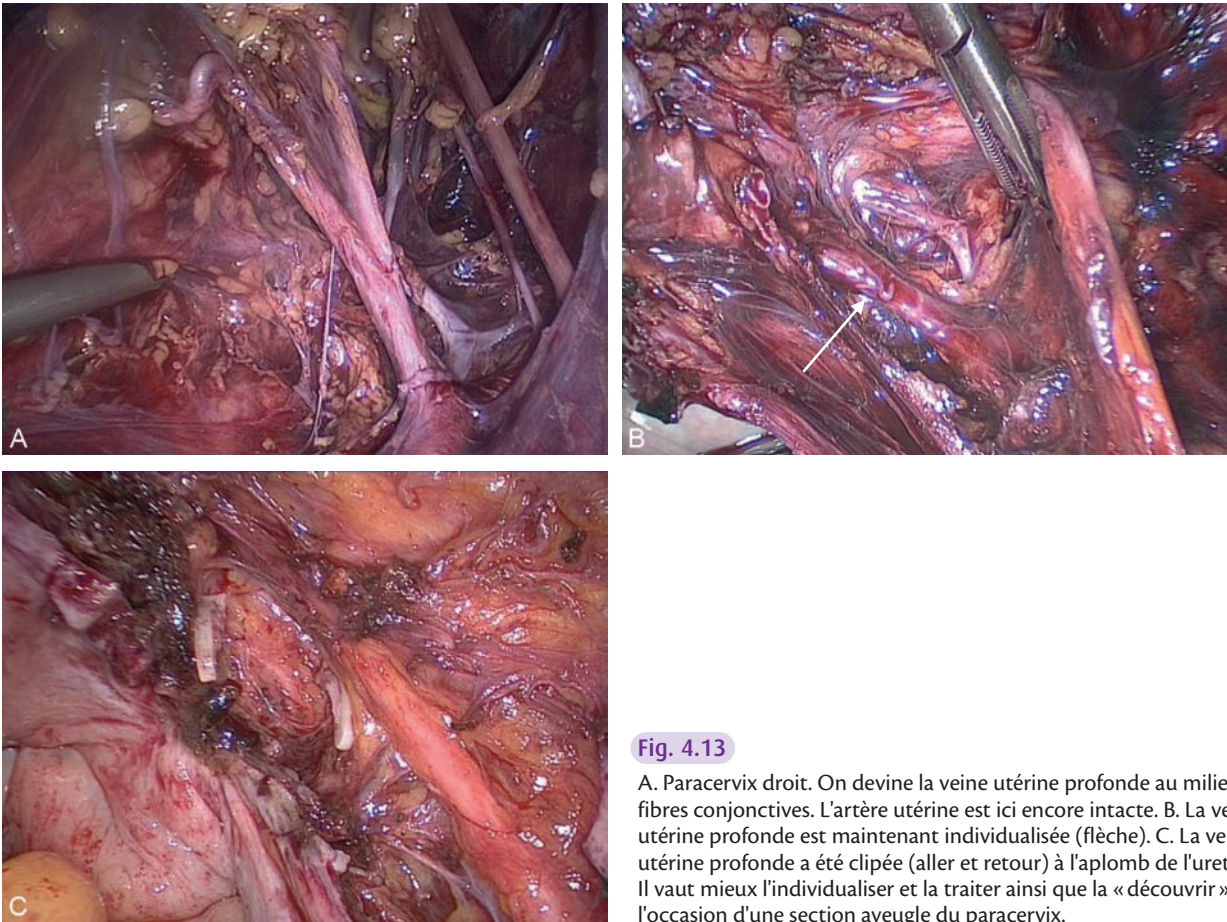 A
B
C
Fig. 4.13
A. Paracervix droit. On devine la veine utérine profonde au milie
fibres conjonctives. L'artère utérine est ici encore intacte. B. La ve
utérine profonde est maintenant individualisée (flèche). C. La ve
utérine profonde a été clipée (aller et retour) à l'aplomb de l'uret
Il vaut mieux l'individualiser et la traiter ainsi que la « découvrir »
l'occasion d'une section aveugle du paracervix.